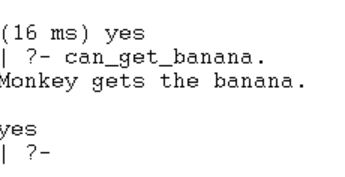 (16 ms) yes
| ?- can_get_banana.
Monkey gets the banana.
yes
| ?-